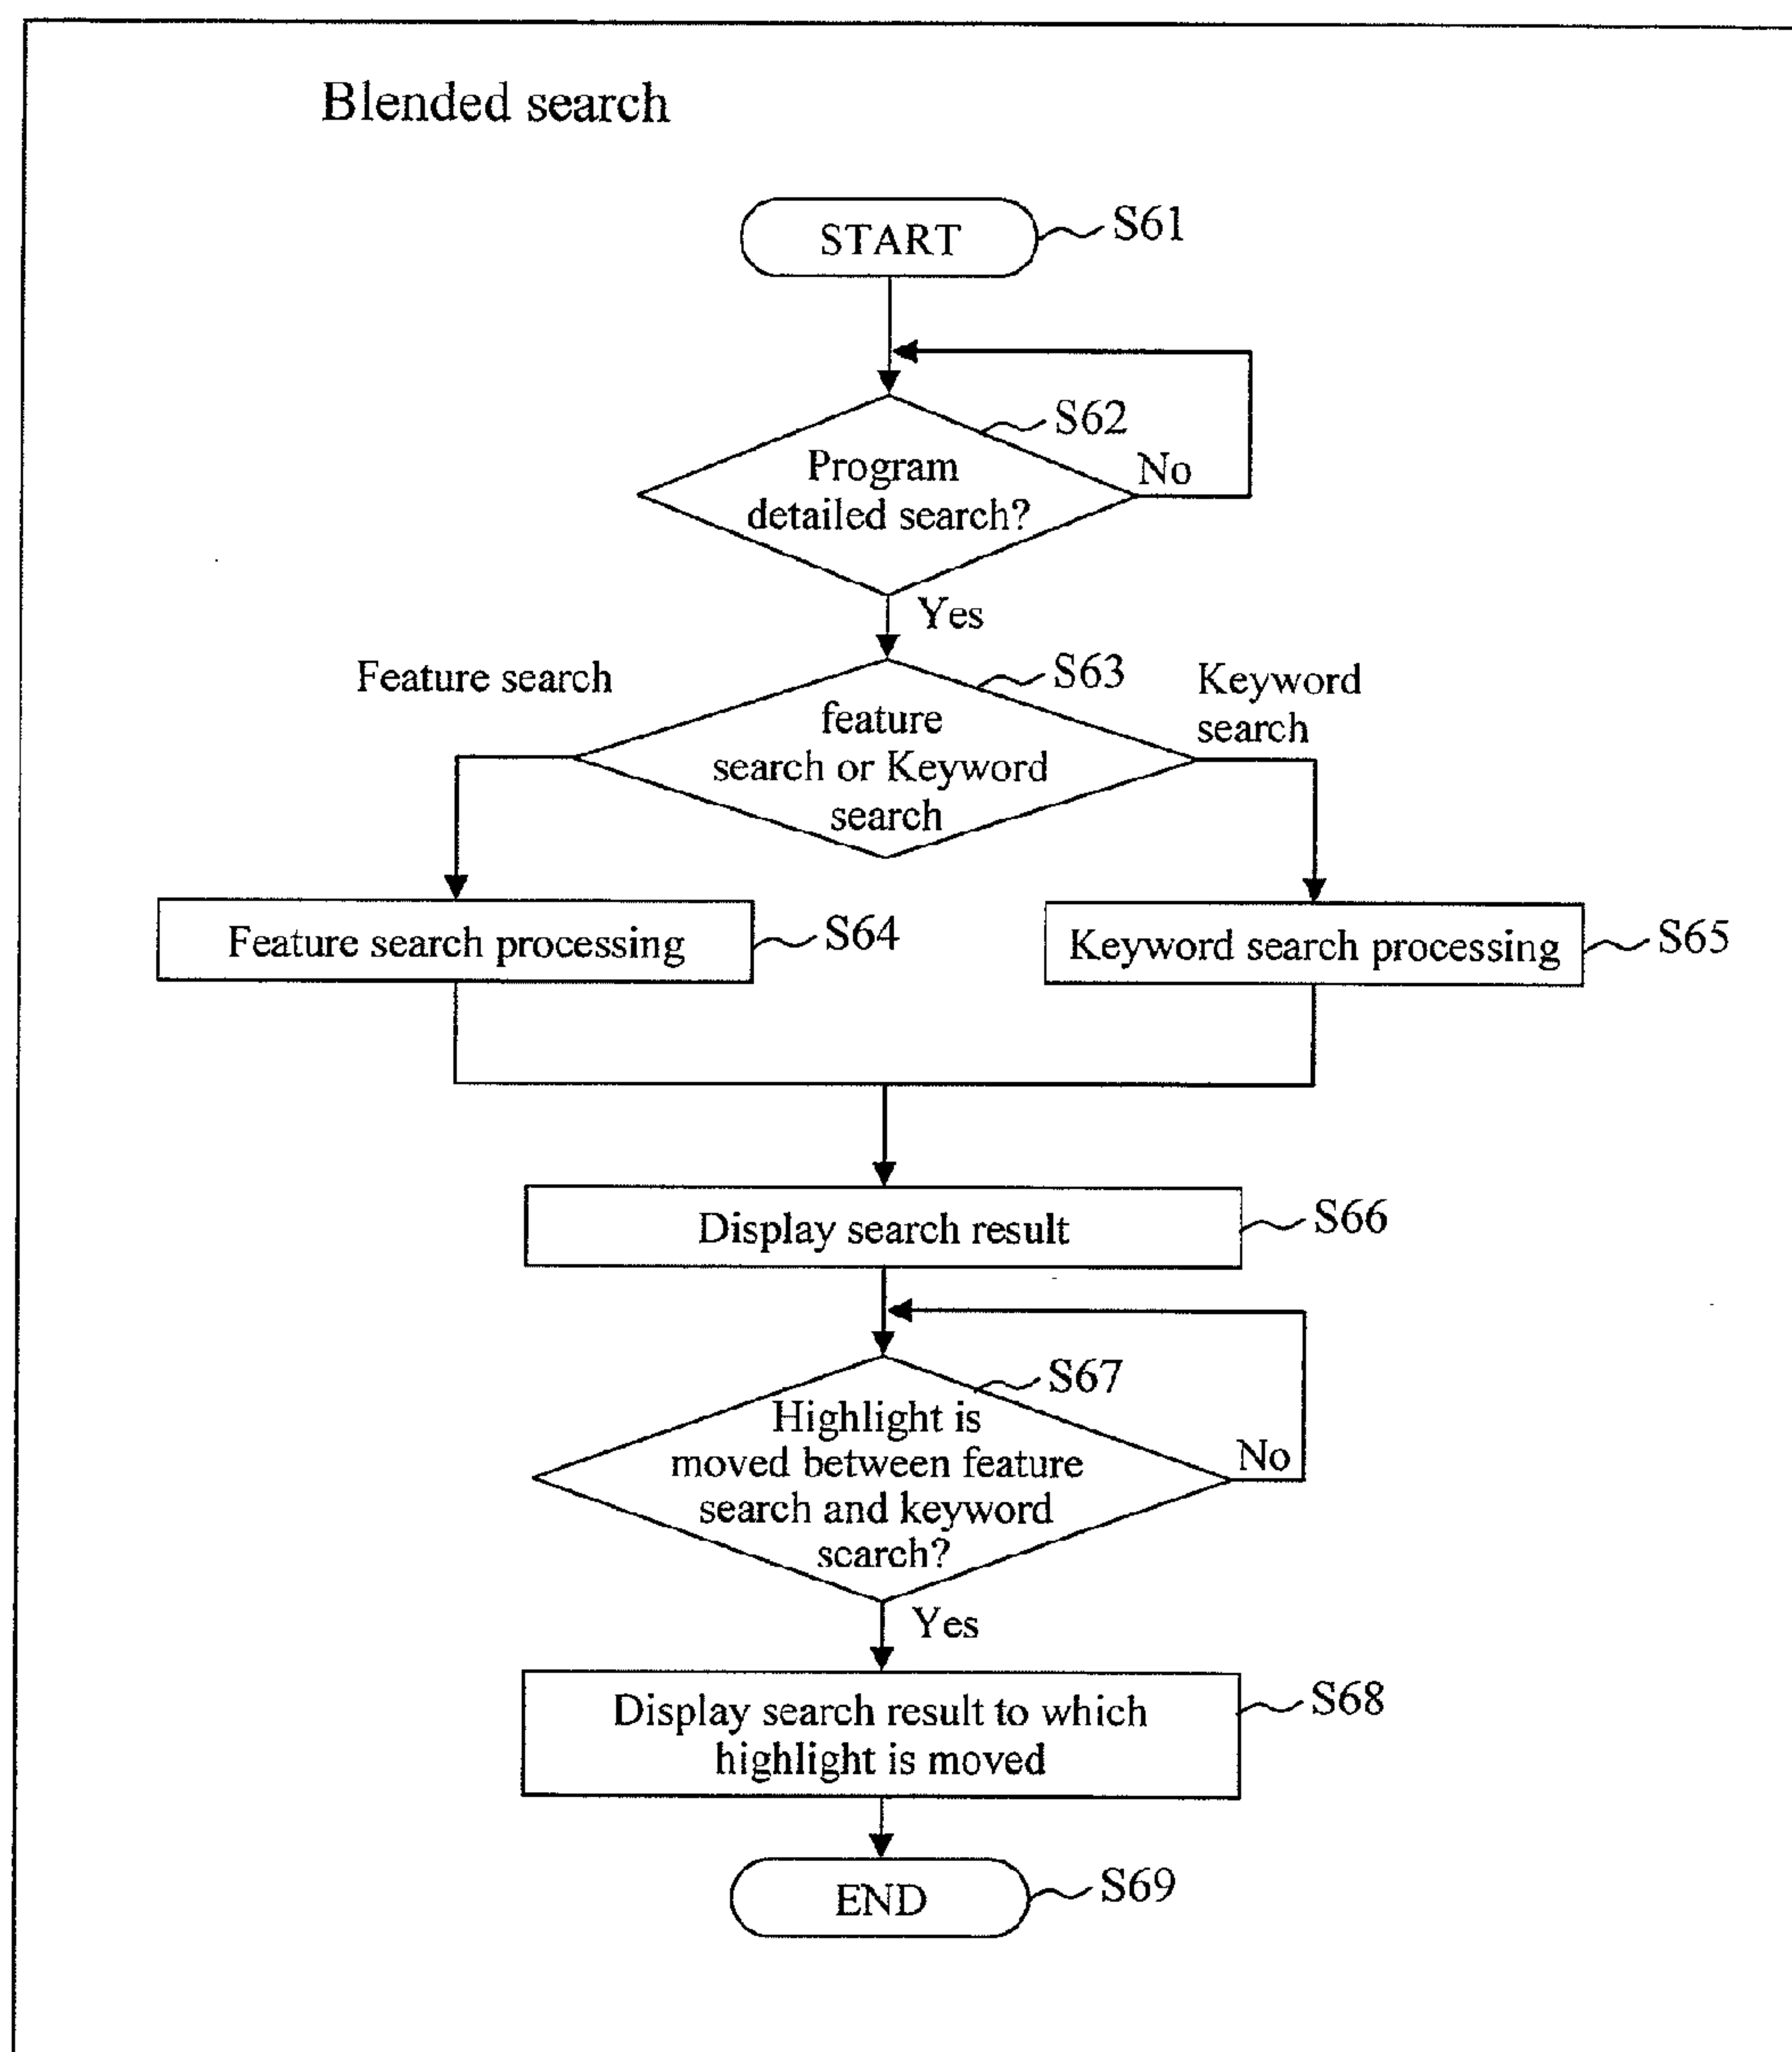 Blended search
START
S61
S62
Program
detailed search?
No
Yes
Feature search
S63
Keyword
search
feature
search or Keyword
search
Feature search processing
S64
Keyword search processing
S65
Display search result
S66
S67
Highlight is
moved between feature
search and keyword
search?
No
Yes
Display search result to which
highlight is moved
S68
END
S69